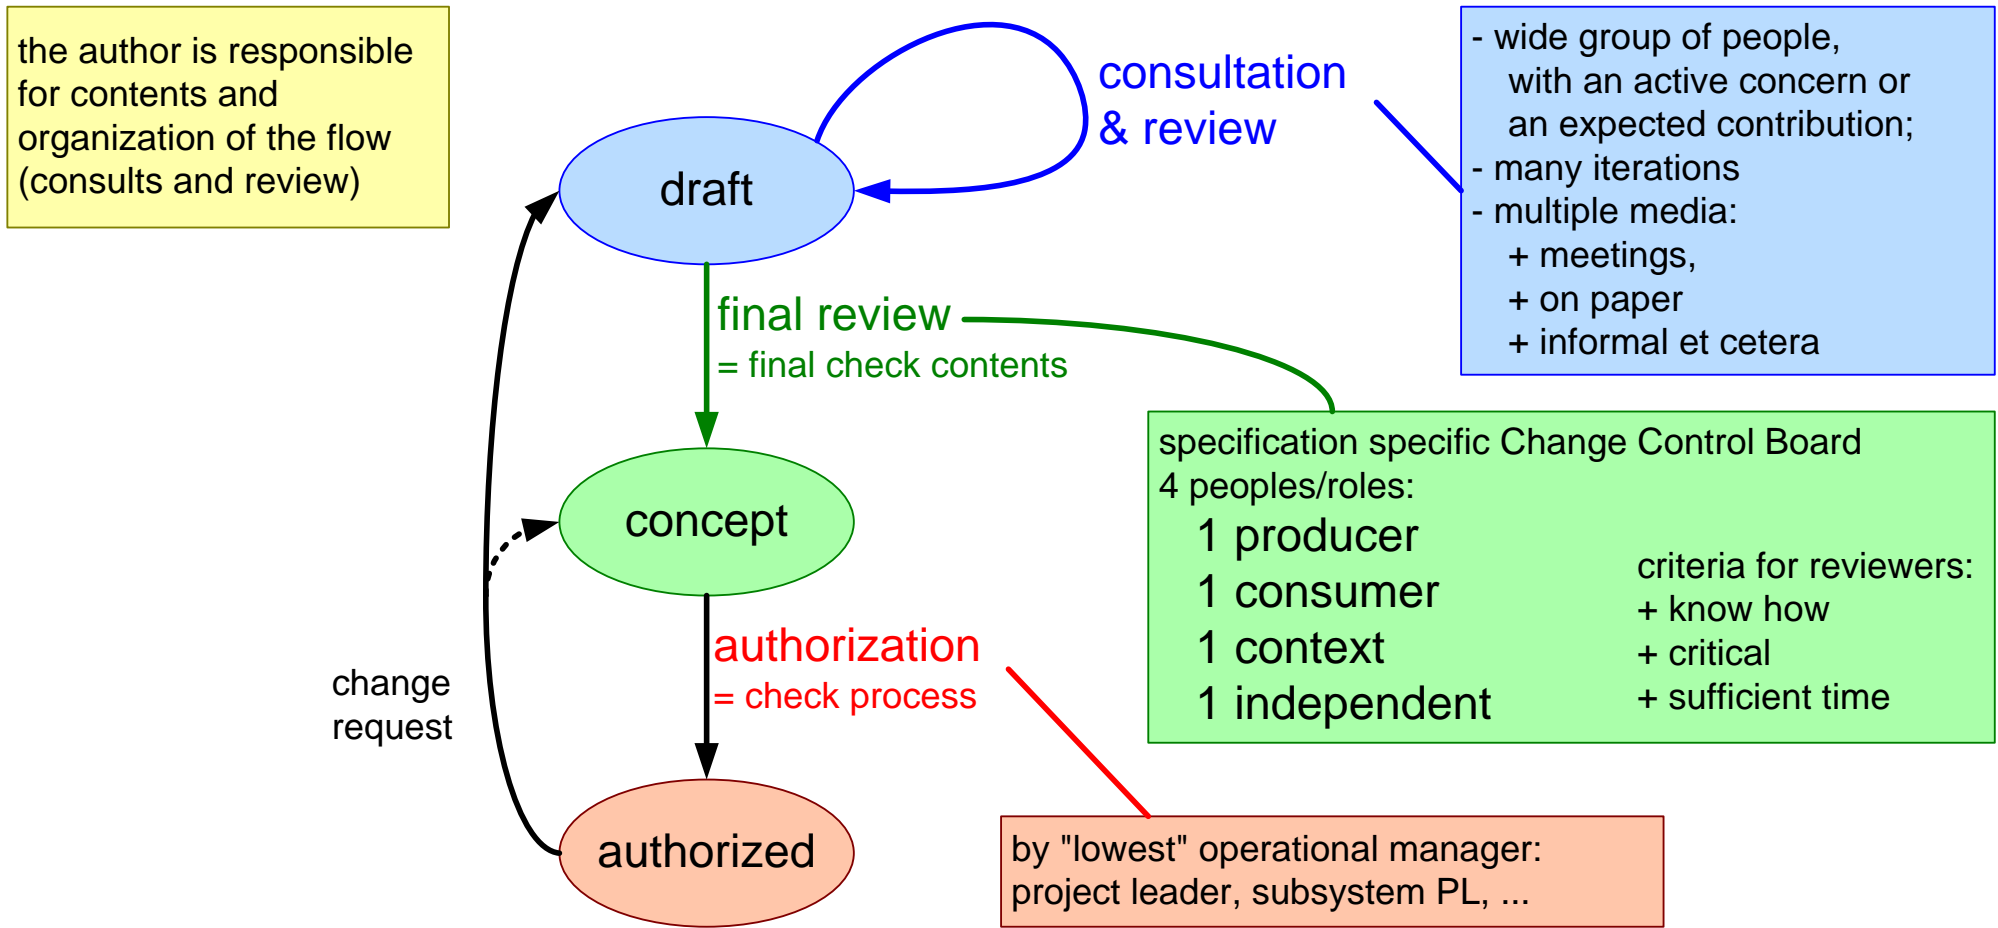 the author is responsible
for contents and
organization of the flow
(consults and review)
draft
consultation
& review
- wide group of people,
with an active concern or
an expected contribution;
- many iterations
- multiple media:
+ meetings,
+ on paper
+ informal et cetera
final review
= final check contents
specification specific Change Control Board
4 peoples/roles:
1 producer
1 consumer
1 context
1 independent
criteria for reviewers:
+ know how
+ critical
+ sufficient time
concept
authorization
= check process
change
request
authorized
by "lowest" operational manager:
project leader, subsystem PL, ...